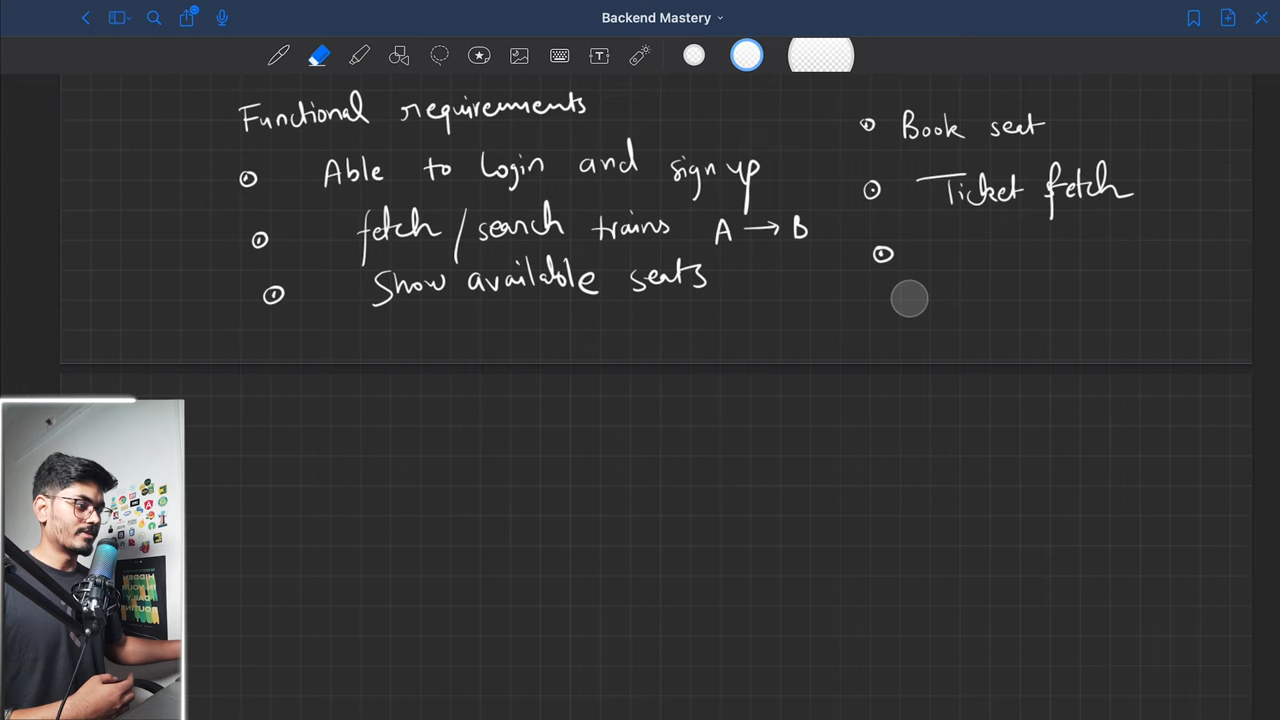 Backend Mastery
Functional requirements
Able to Login and sign up
fetch / search trains A → B
Show available seats
Book seat
Ticket fetch